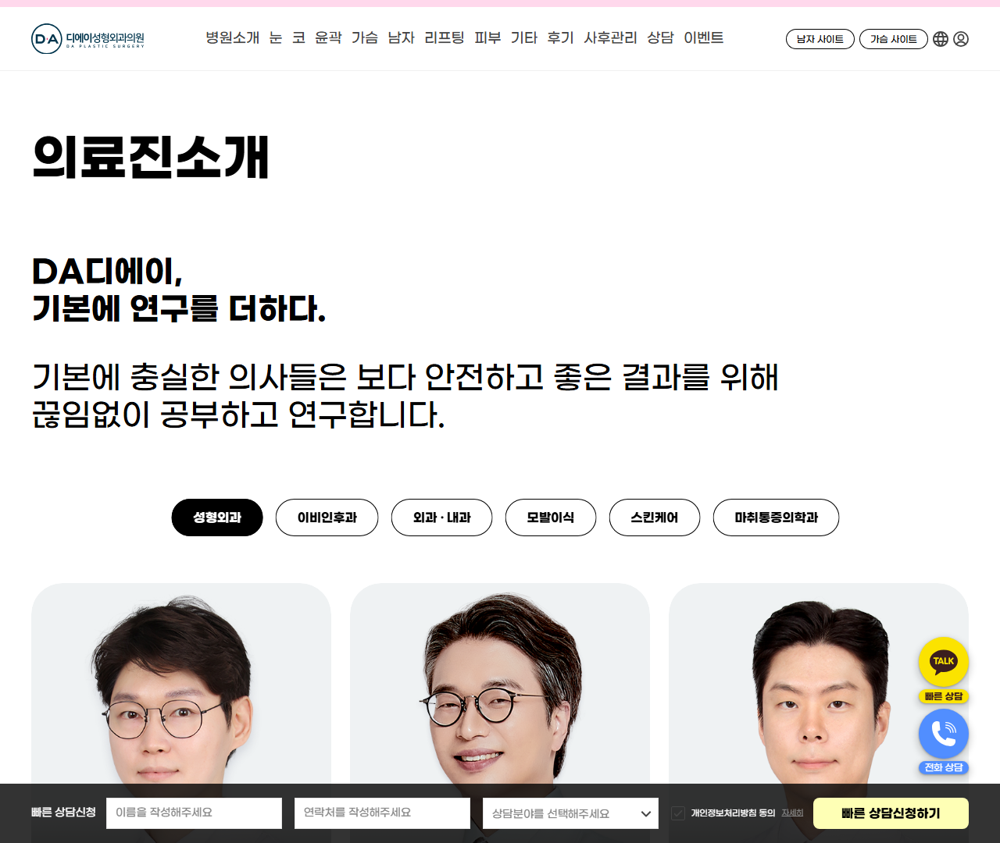 D·A 디에이성형외과의원
DA PLASTIC SURGERY
병원소개 눈 코 윤곽 가슴 남자 리프팅 피부 기타 후기 사후관리 상담 이벤트
남자 사이트
가슴 사이트
의료진소개
DA디에이,
기본에 연구를 더하다.
기본에 충실한 의사들은 보다 안전하고 좋은 결과를 위해
끊임없이 공부하고 연구합니다.
성형외과
이비인후과
외과 · 내과
모발이식
스킨케어
마취통증의학과
TALK
빠른 상담
전화 상담
빠른 상담신청
이름을 작성해주세요
연락처를 작성해주세요
상담분야를 선택해주세요
개인정보처리방침 동의
자세히
빠른 상담신청하기